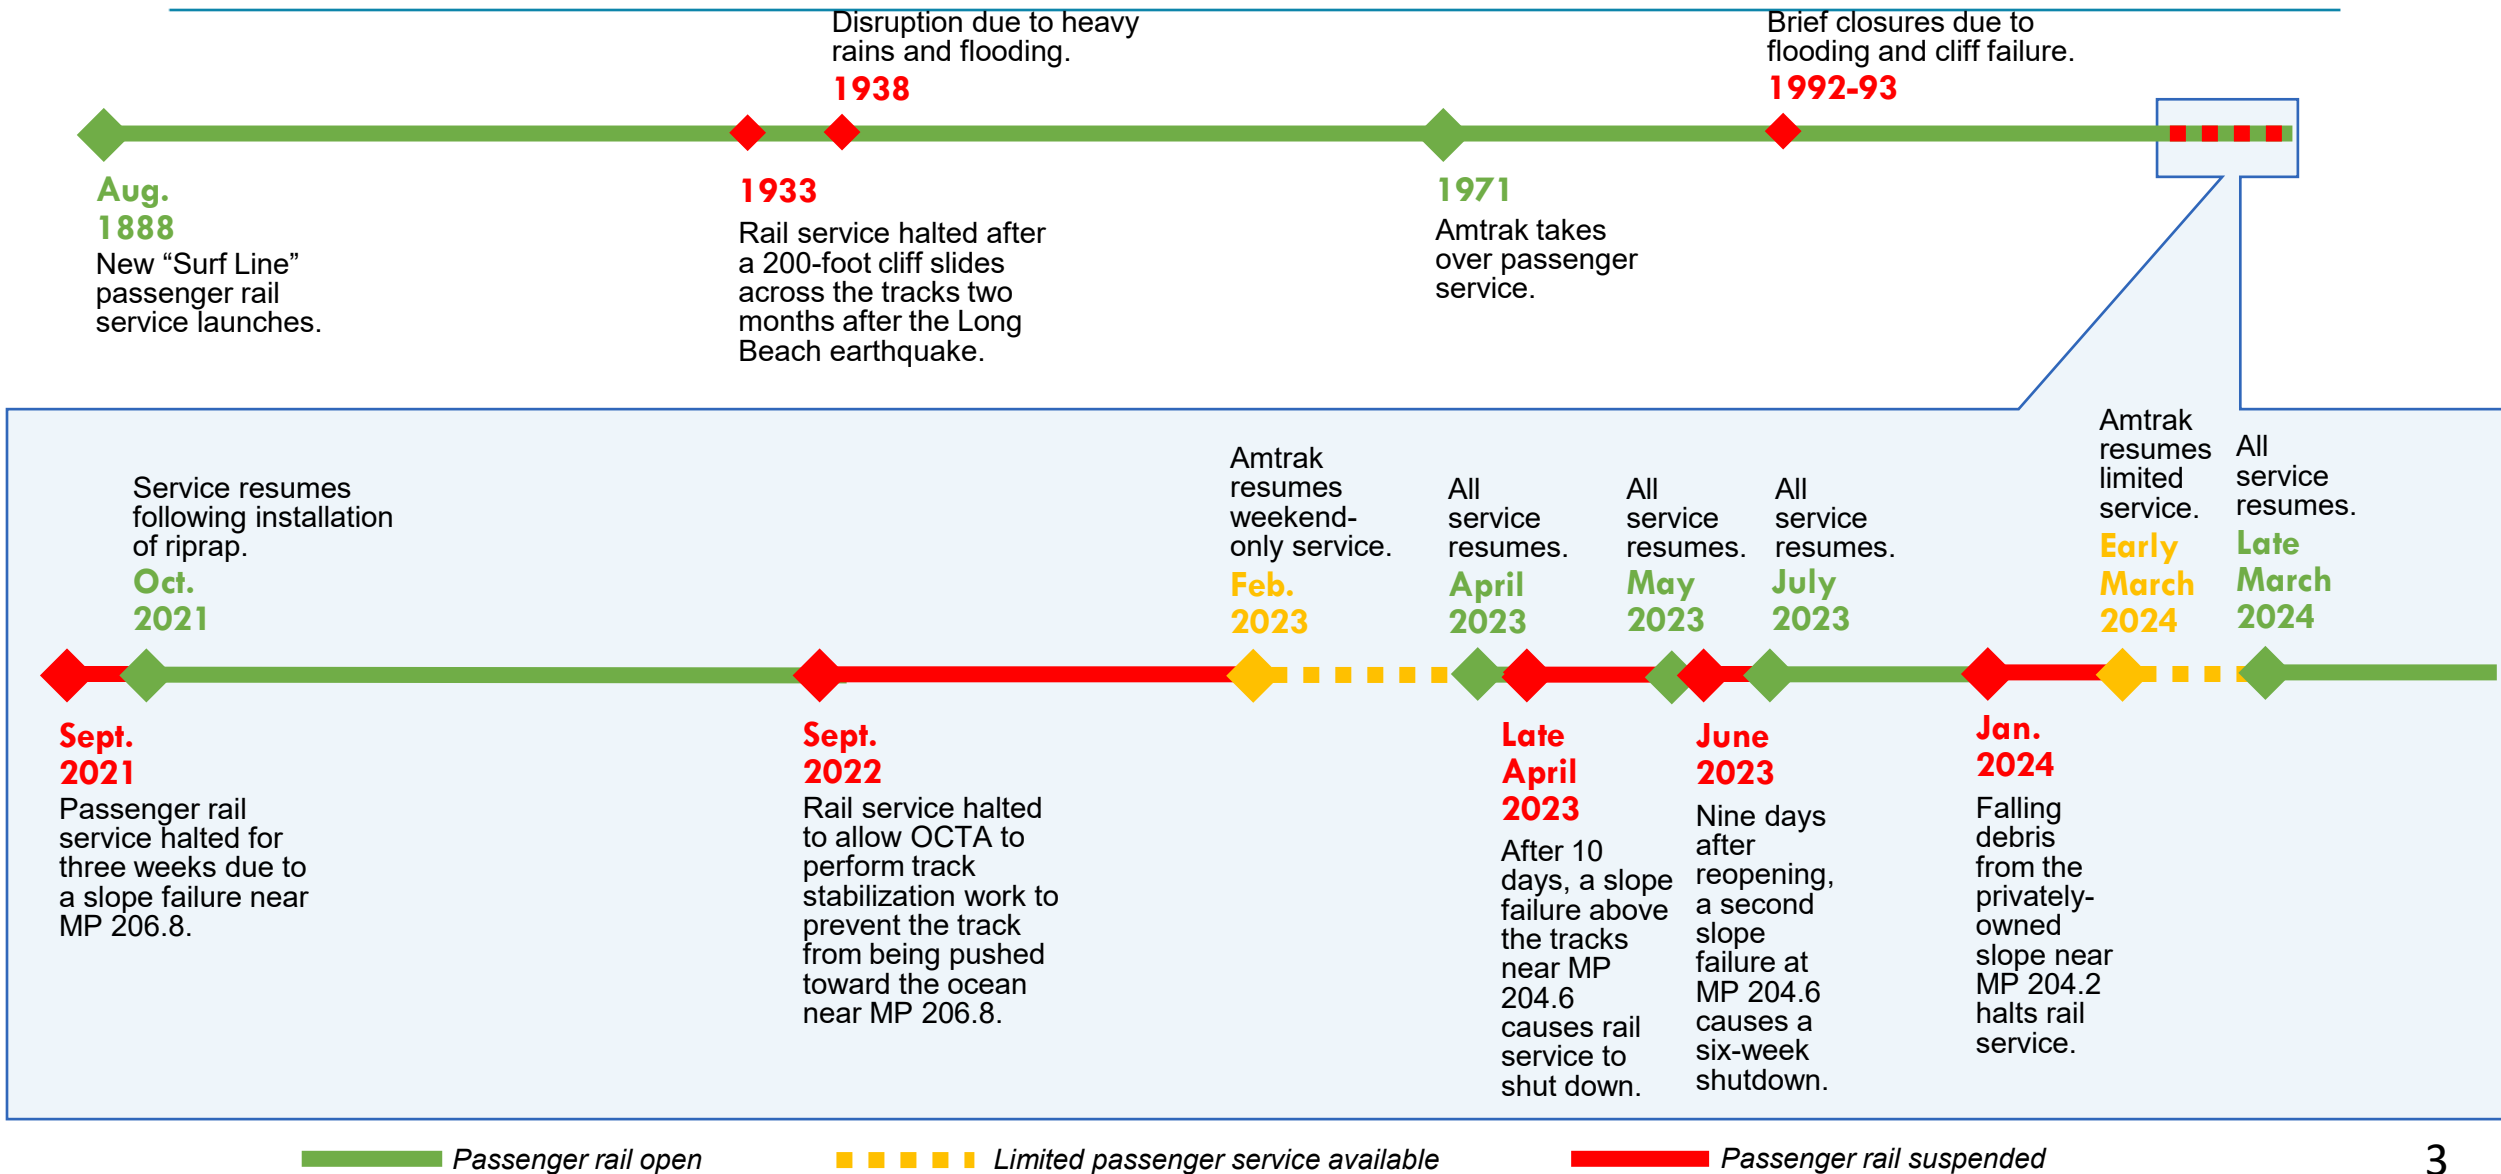 Disruption due to heavy
rains and flooding.
1938
Brief closures due to
flooding and cliff failure.
1992-93
Aug.
1888
New “Surf Line”
passenger rail
service launches.
1933
Rail service halted after
a 200-foot cliff slides
across the tracks two
months after the Long
Beach earthquake.
1971
Amtrak takes
over passenger
service.
Service resumes
following installation
of riprap.
Oct.
2021
Amtrak
resumes
weekend-
only service.
Feb.
2023
All
service
resumes.
April
2023
All
service
resumes.
May
2023
All
service
resumes.
July
2023
Amtrak
resumes
limited
service.
Early
March
2024
All
service
resumes.
Late
March
2024
Sept.
2021
Passenger rail
service halted for
three weeks due to
a slope failure near
MP 206.8.
Sept.
2022
Rail service halted
to allow OCTA to
perform track
stabilization work to
prevent the track
from being pushed
toward the ocean
near MP 206.8.
Late
April
2023
After 10
days, a slope
failure above
the tracks
near MP
204.6
causes rail
service to
shut down.
June
2023
Nine days
after
reopening,
a second
slope
failure at
MP 204.6
causes a
six-week
shutdown.
Jan.
2024
Falling
debris
from the
privately-
owned
slope near
MP 204.2
halts rail
service.
Passenger rail open
Limited passenger service available
Passenger rail suspended
3